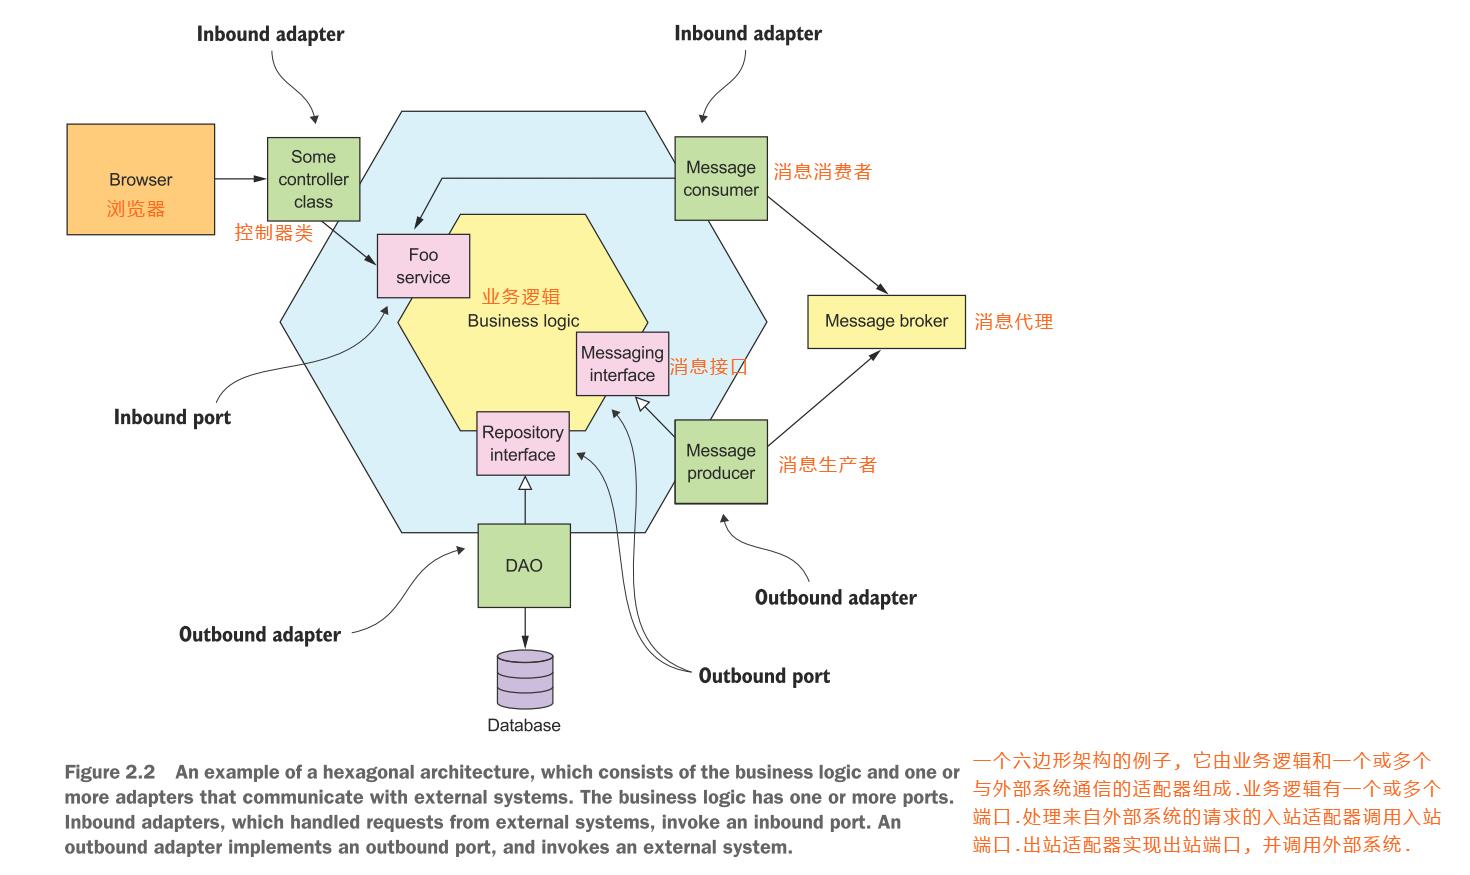 Inbound adapter
Inbound adapter
Browser
浏览器
Some
controller
class
控制器类
Message
consumer
消息消费者
Foo
service
业务逻辑
Business logic
Message broker
消息代理
Messaging
interface
消息接口
Inbound port
Repository
interface
Message
producer
消息生产者
DAO
Outbound adapter
Outbound adapter
Outbound port
Database
Figure 2.2 An example of a hexagonal architecture, which consists of the business logic and one or
more adapters that communicate with external systems. The business logic has one or more ports.
Inbound adapters, which handled requests from external systems, invoke an inbound port. An
outbound adapter implements an outbound port, and invokes an external system.
一个六边形架构的例子，它由业务逻辑和一个或多个
与外部系统通信的适配器组成.业务逻辑有一个或多个
端口.处理来自外部系统的请求的入站适配器调用入站
端口.出站适配器实现出站端口，并调用外部系统.